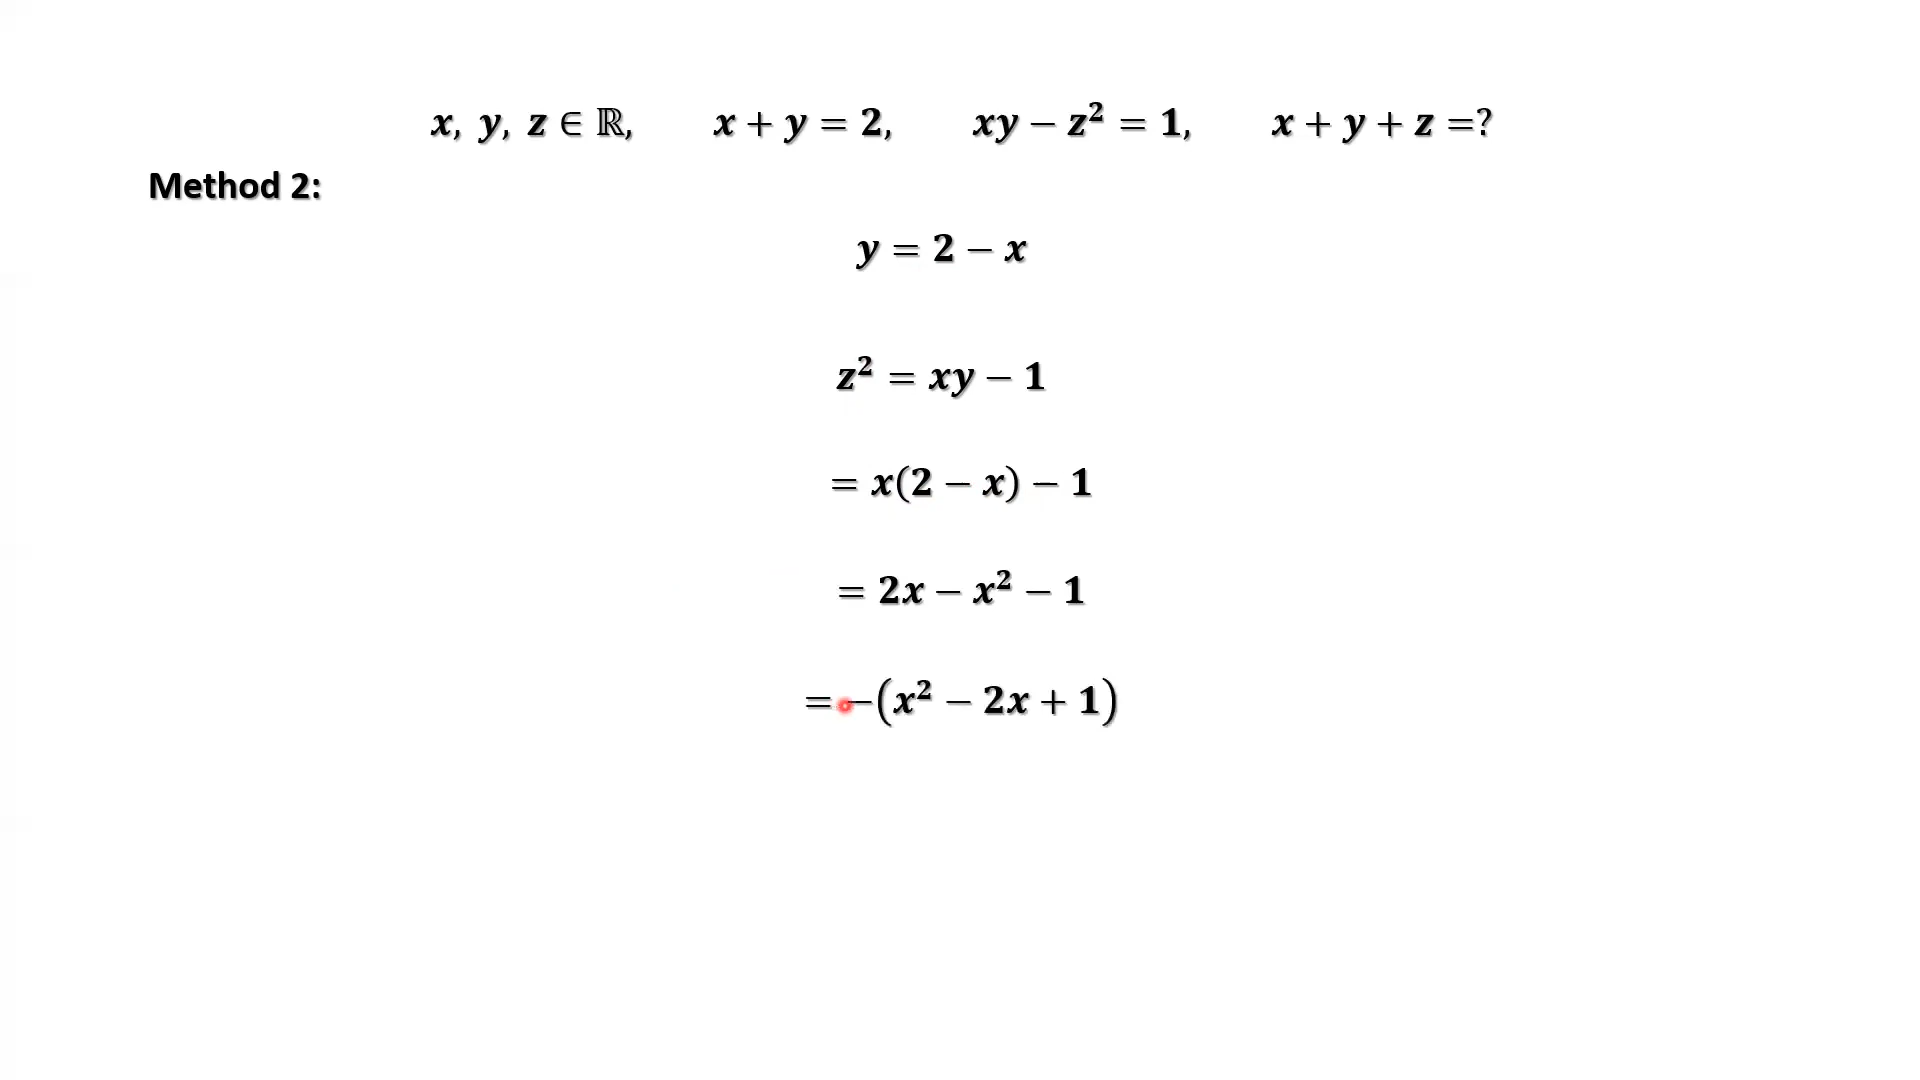 x, y, z ∈ ℝ, x + y = 2, xy − z² = 1, x + y + z =?
Method 2:
y = 2 − x
z² = xy − 1
= x(2 − x) − 1
= 2x − x² − 1
= −(x² − 2x + 1)